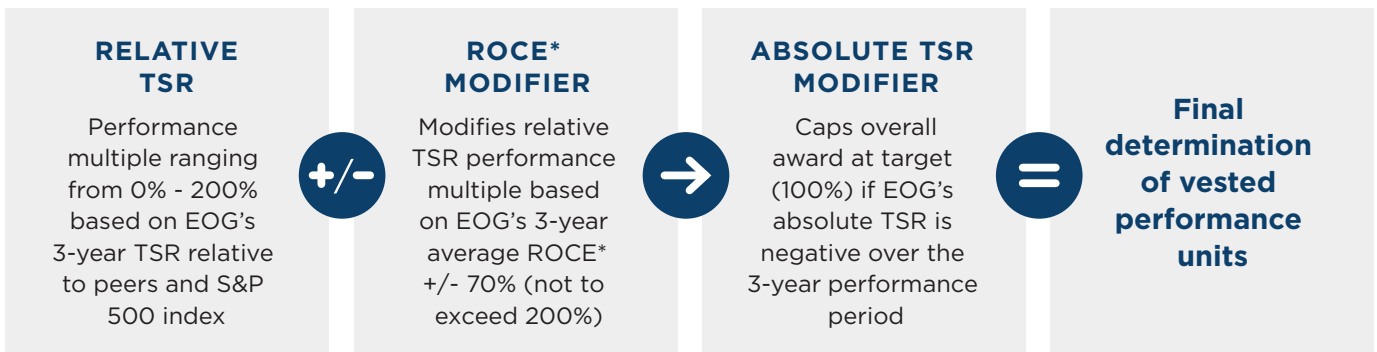 RELATIVE
TSR
Performance
multiple ranging
from 0% - 200%
based on EOG's
3-year TSR relative
to peers and S&P
500 index
+/-
ROCE*
MODIFIER
Modifies relative
TSR performance
multiple based
on EOG's 3-year
average ROCE*
+/- 70% (not to
exceed 200%)
→
ABSOLUTE TSR
MODIFIER
Caps overall
award at target
(100%) if EOG's
absolute TSR is
negative over the
3-year performance
period
=
Final
determination
of vested
performance
units